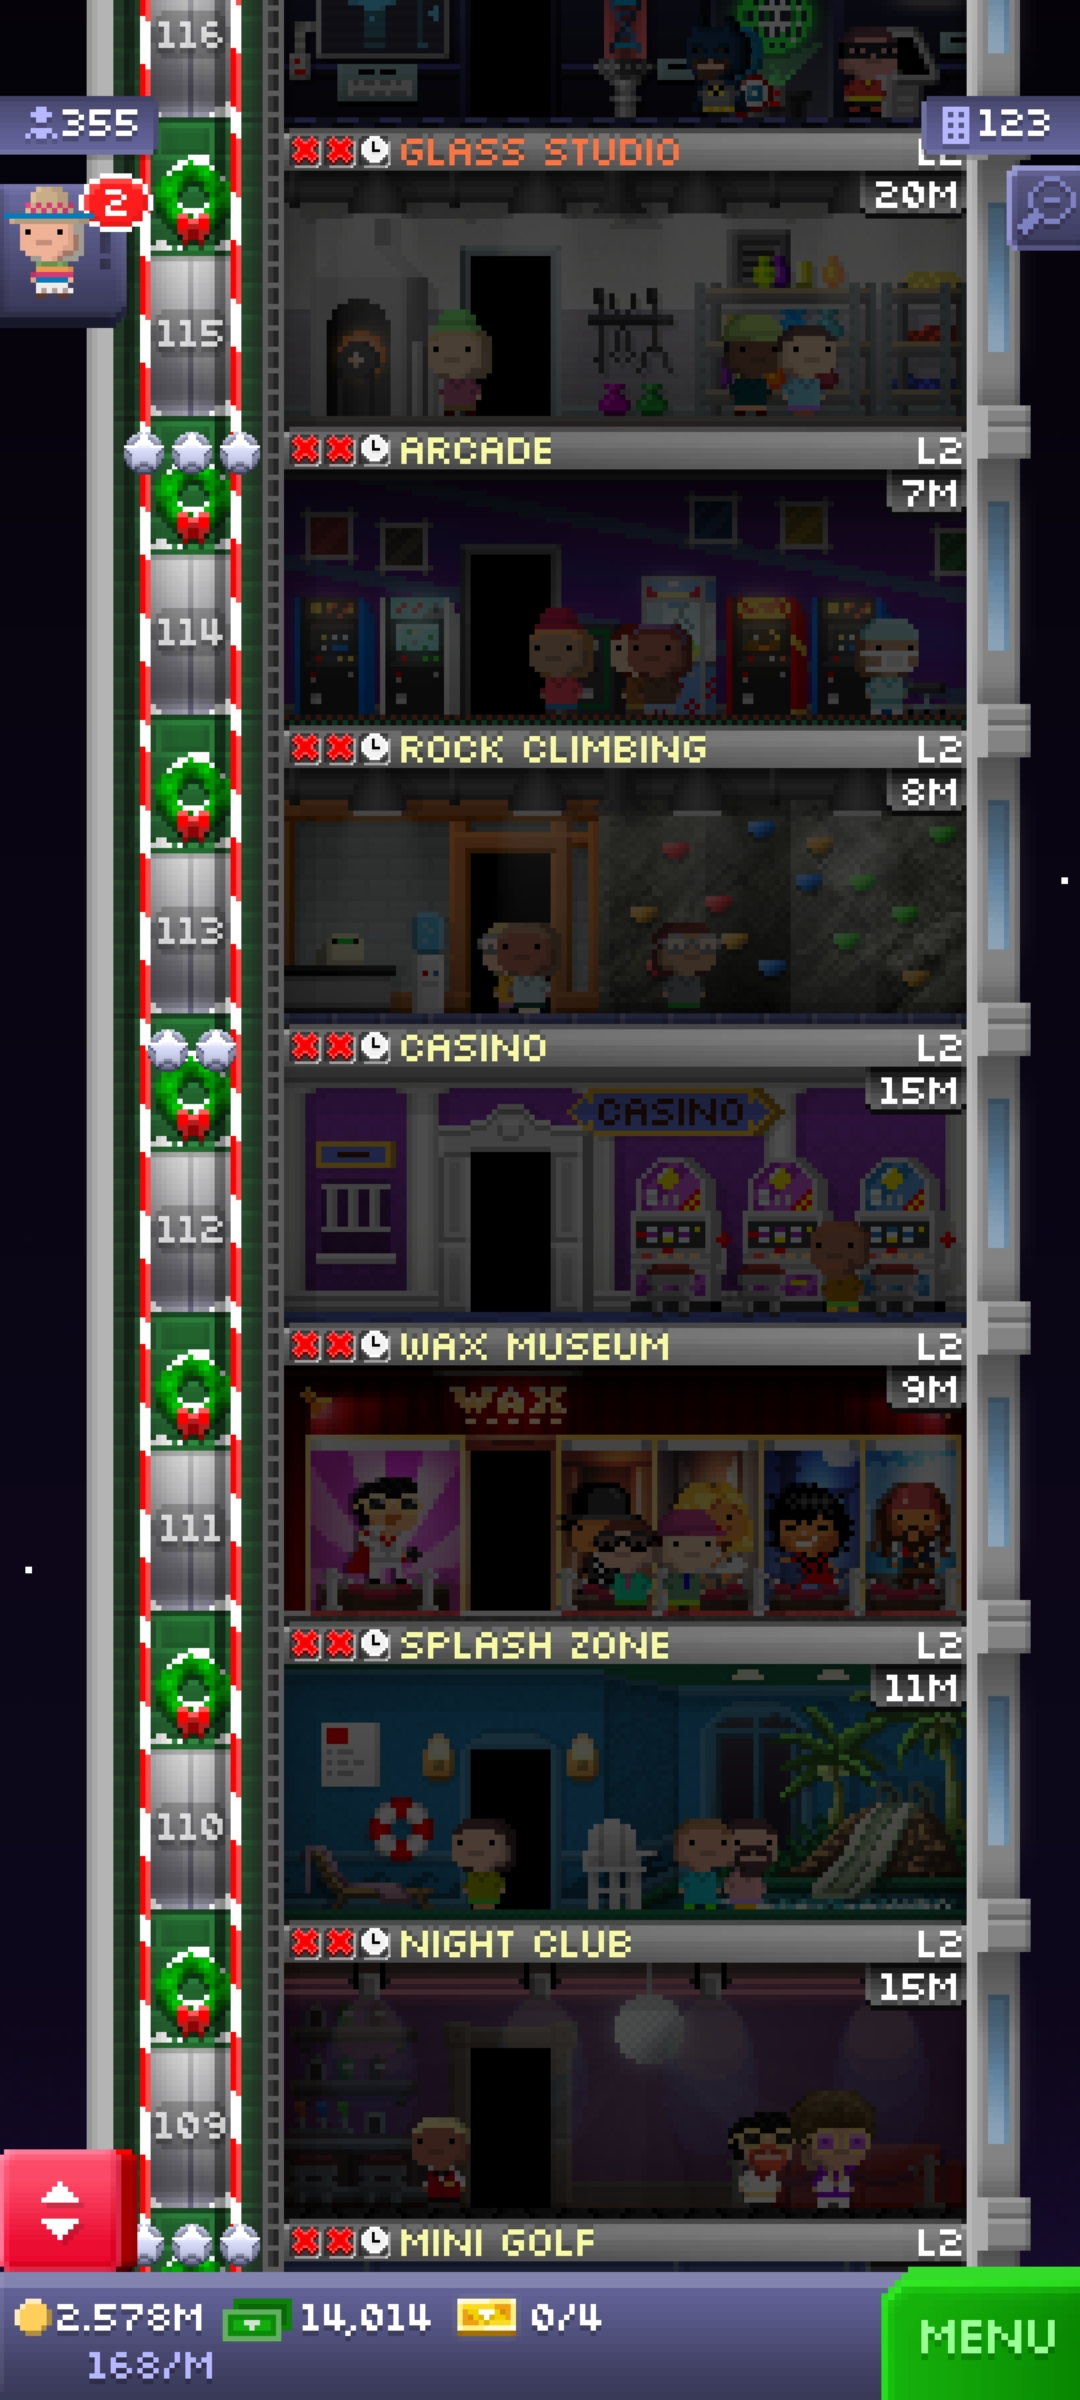 116
355
123
2
GLASS STUDIO
L2
20M
115
ARCADE L2
7M
114
ROCK CLIMBING L2
8M
113
CASINO L2
15M
CASINO
112
WAX MUSEUM L2
9M
WAX
111
SPLASH ZONE L2
11M
110
NIGHT CLUB L2
15M
109
MINI GOLF L2
2.578M 14,014 0/4
168/M
MENU